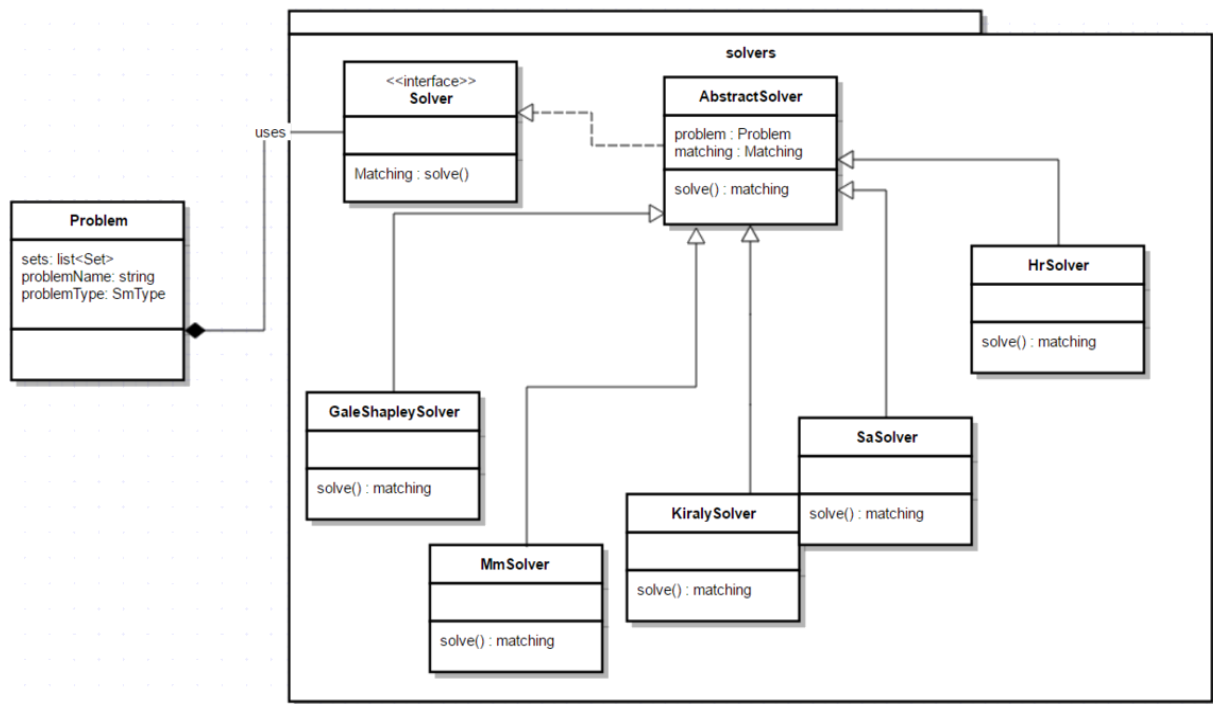 solvers
<<interface>>
Solver
Matching : solve()
uses
AbstractSolver
problem : Problem
matching : Matching
solve() : matching
Problem
sets: list<Set>
problemName: string
problemType: SmType
HrSolver
solve() : matching
GaleShapleySolver
solve() : matching
SaSolver
solve() : matching
KiralySolver
solve() : matching
MmSolver
solve() : matching